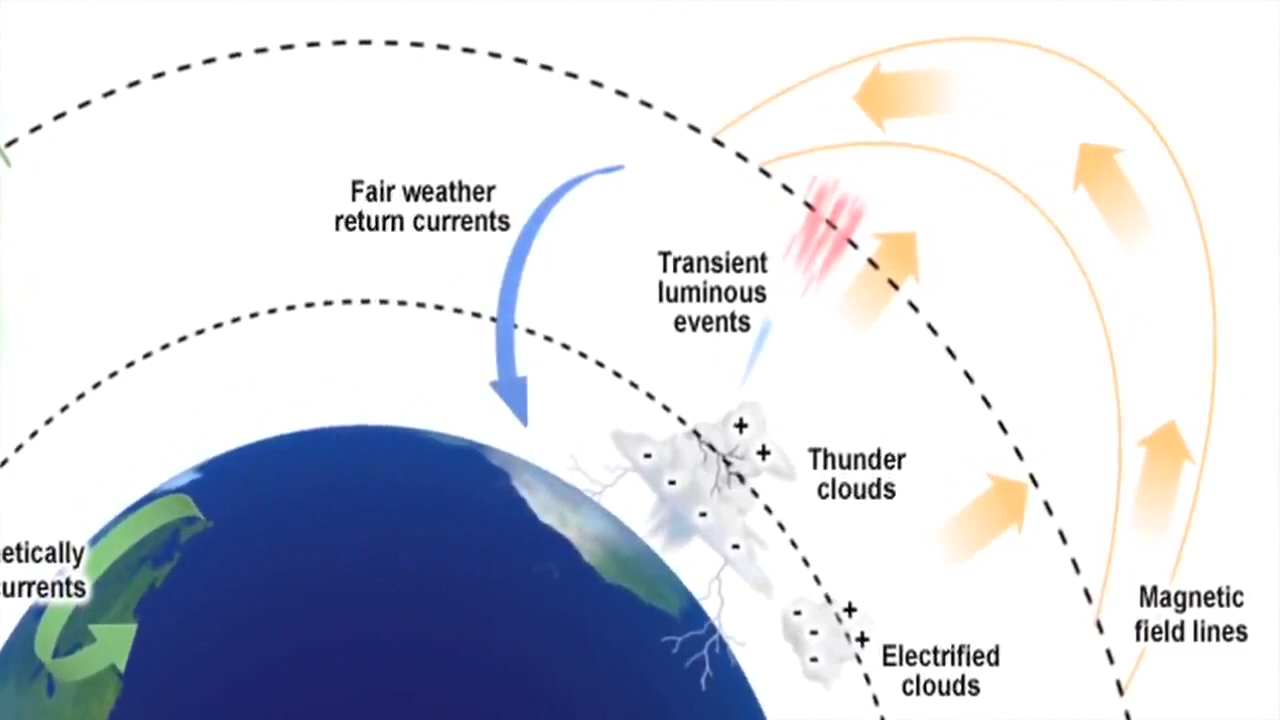 Fair weather
return currents
Transient
luminous
events
Thunder
clouds
+
+
-
-
-
-
etically
urrents
Magnetic
field lines
Electrified
clouds
+
+
-
-
-